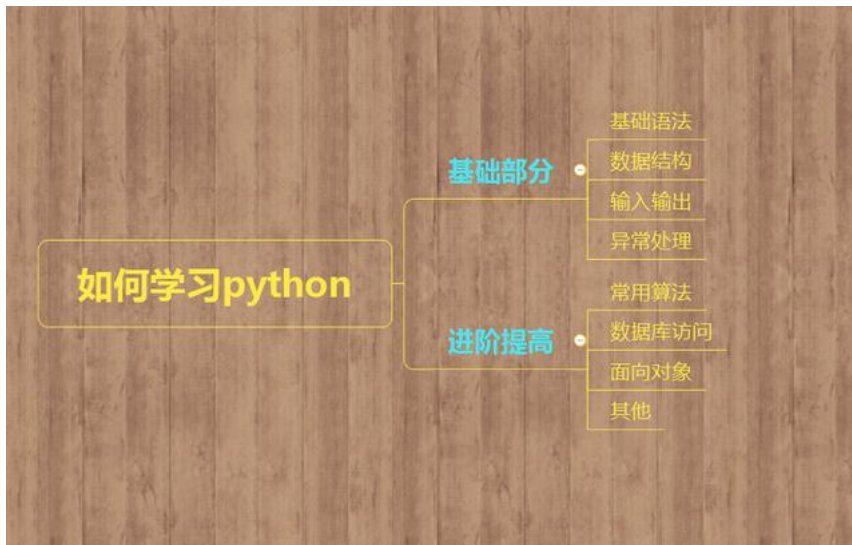 如何学习python
基础部分
基础语法
数据结构
输入输出
异常处理
进阶提高
常用算法
数据库访问
面向对象
其他